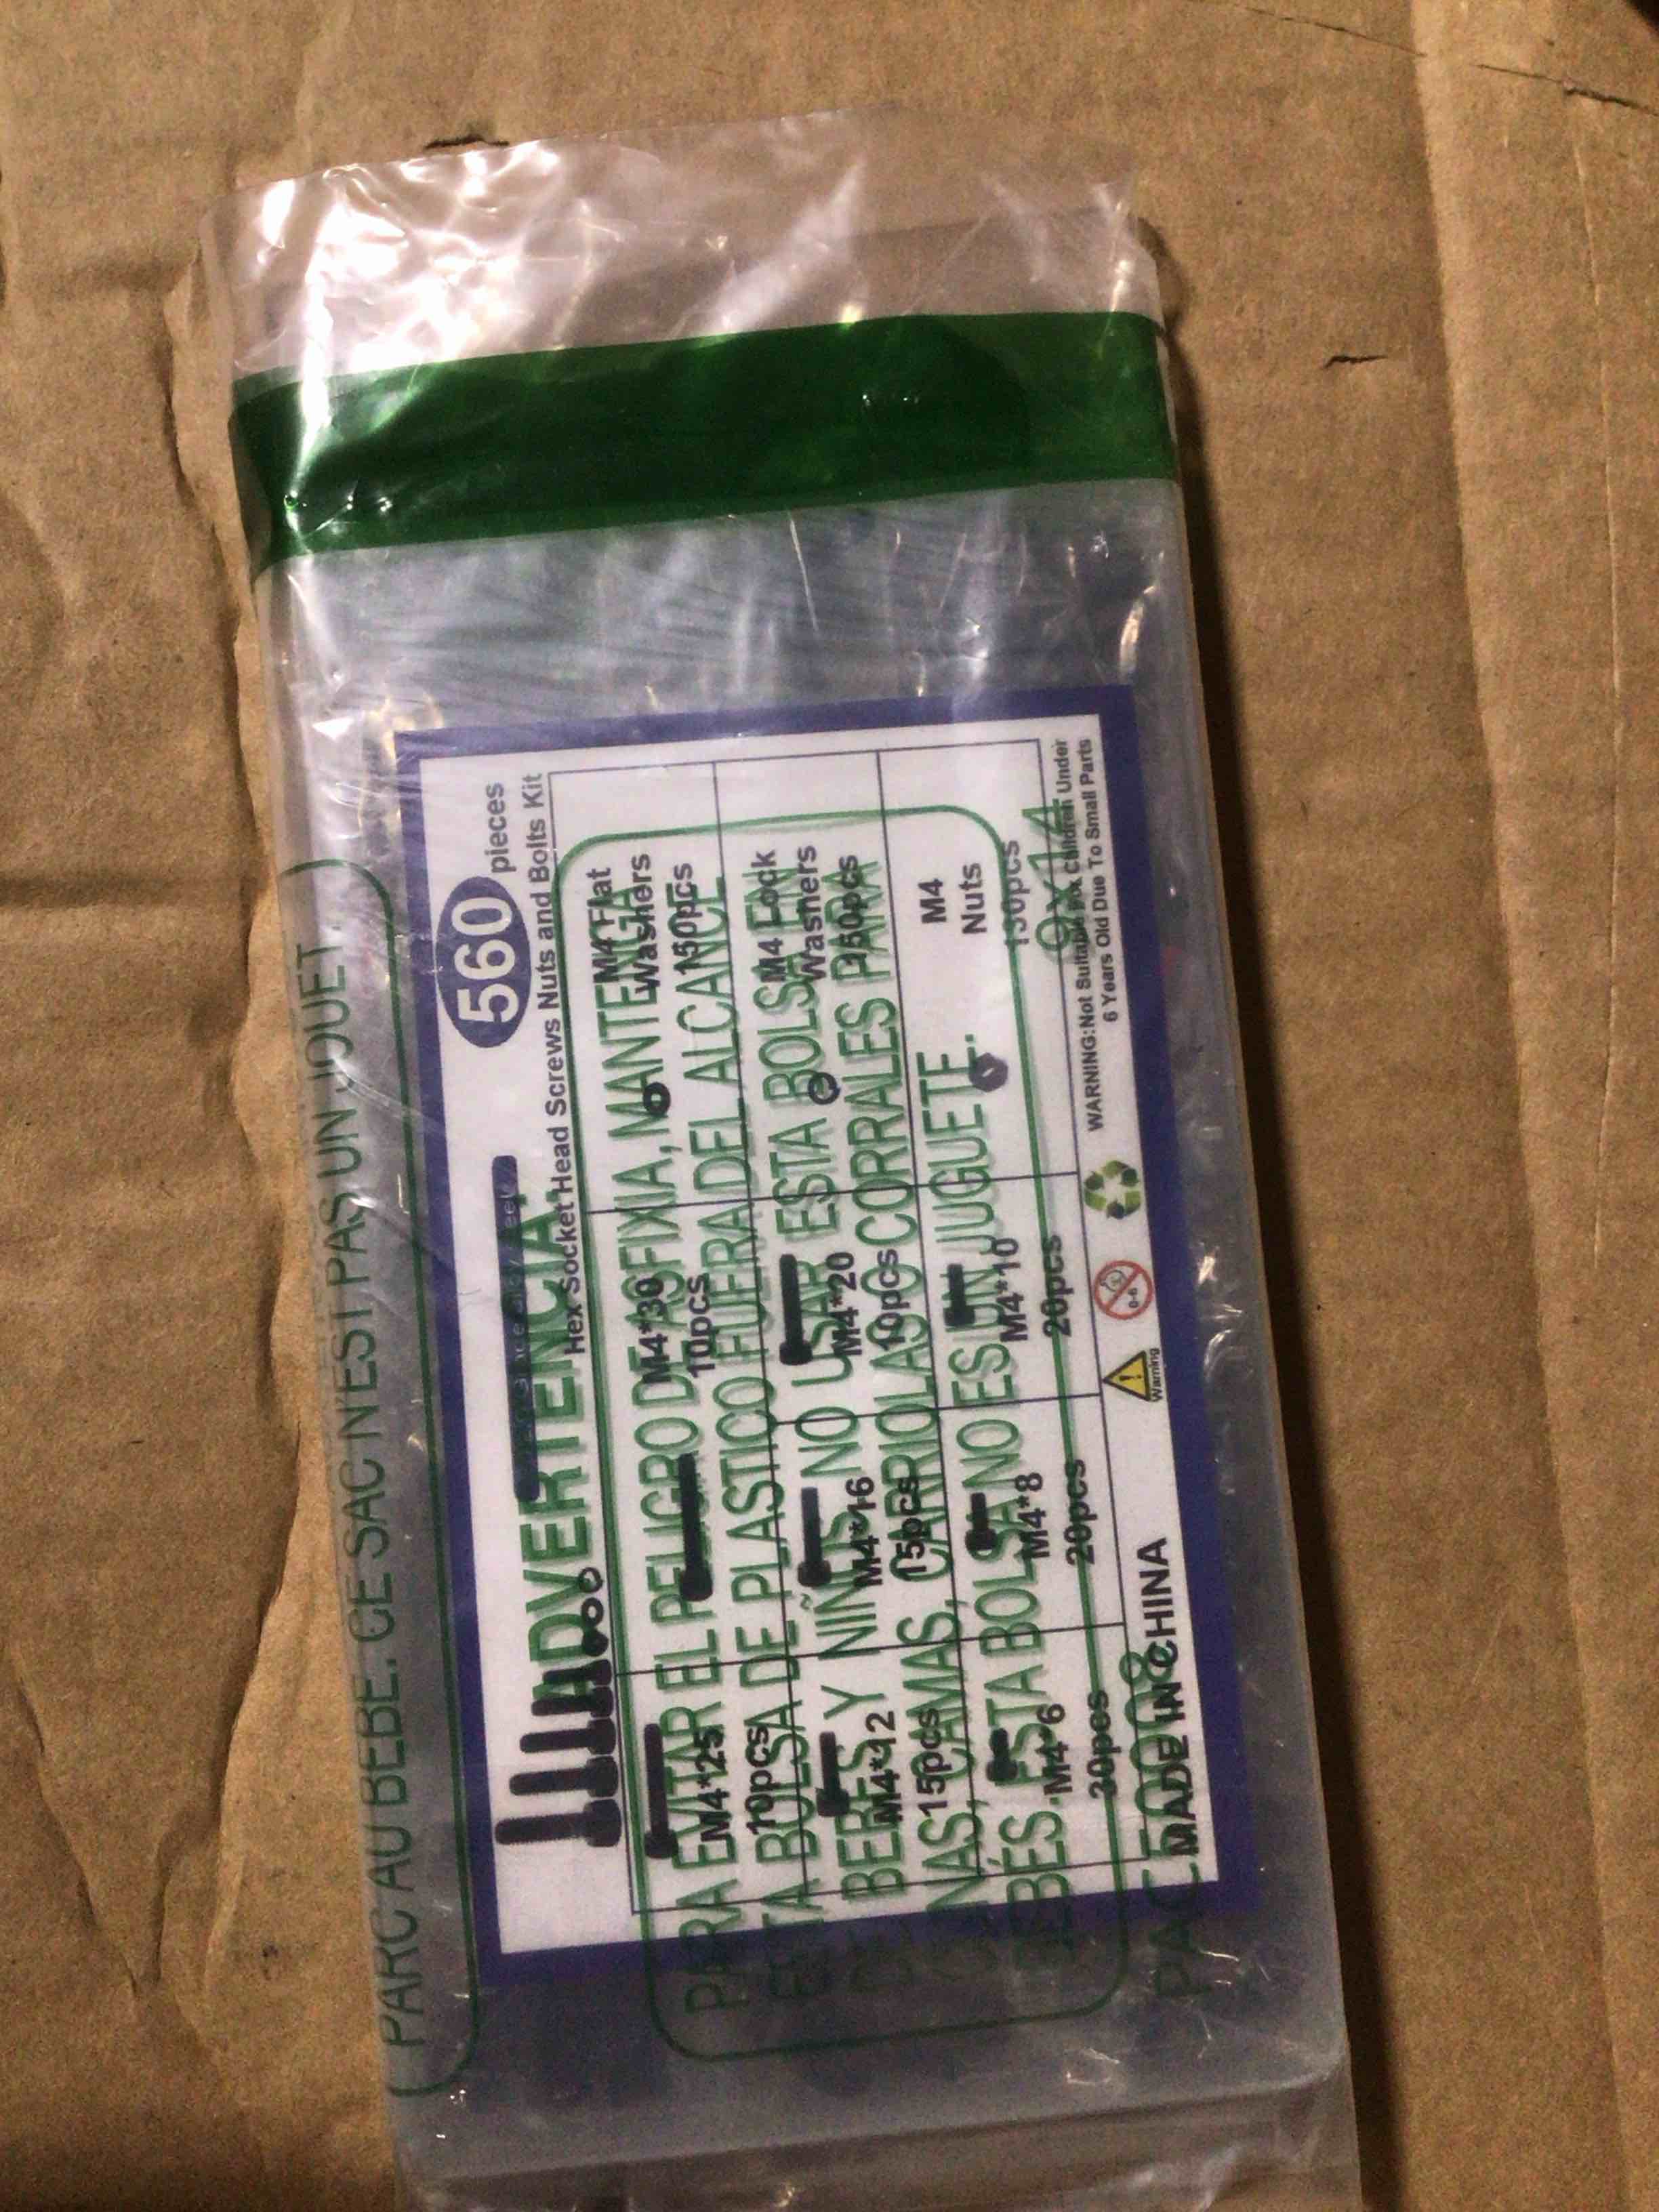 PARC AU BEBE. CE SAC N'EST PAS UN JOUET.
560 pieces
Hex Socket Head Screws Nuts and Bolts Kit
M4*25
10pcs
M4*30
10pcs
M4 Flat
Washers
150pcs
M4*12
15pcs
M4*16
15pcs
M4*20
10pcs
M4 Lock
Washers
150pcs
M4*6
30pcs
M4*8
20pcs
M4*10
20pcs
M4
Nuts
150pcs
MADE IN CHINA
Warning
0-6
WARNING:Not Suitable For Children Under
6 Years Old Due To Small Parts
ADVERTENCIA
PARA EVITAR EL PELIGRO DE ASFIXIA, MANTENGA
ESTA BOLSA DE PLASTICO FUERA DEL ALCANCE
DE BEBES Y NIÑOS. NO USAR ESTA BOLSA EN
CUNAS, CAMAS, CARRIOLAS O CORRALES PARA
BEBÉS. ESTA BOLSA NO ES UN JUGUETE.
9X14